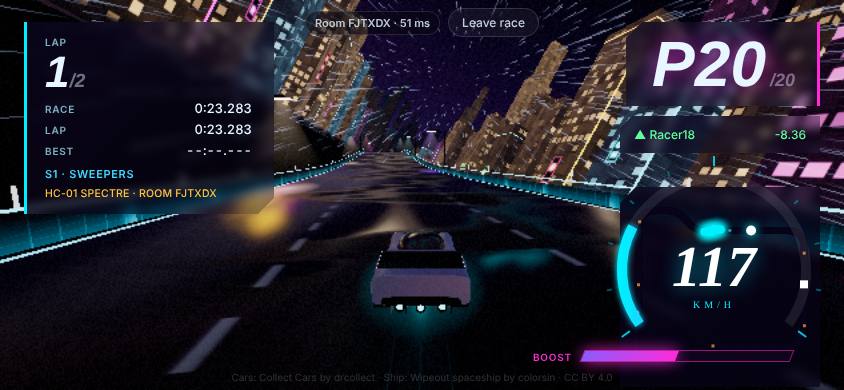 Room FJTXDX · 51 ms
Leave race
LAP
1/2
RACE 0:23.283
LAP 0:23.283
BEST --:--.---
S1 · SWEEPERS
HC-01 SPECTRE · ROOM FJTXDX
P20/20
▲ Racer18 -8.36
117
KM/H
BOOST
Cars: Collect Cars by drcollect · Ship: Wipeout spaceship by colorsin · CC BY 4.0